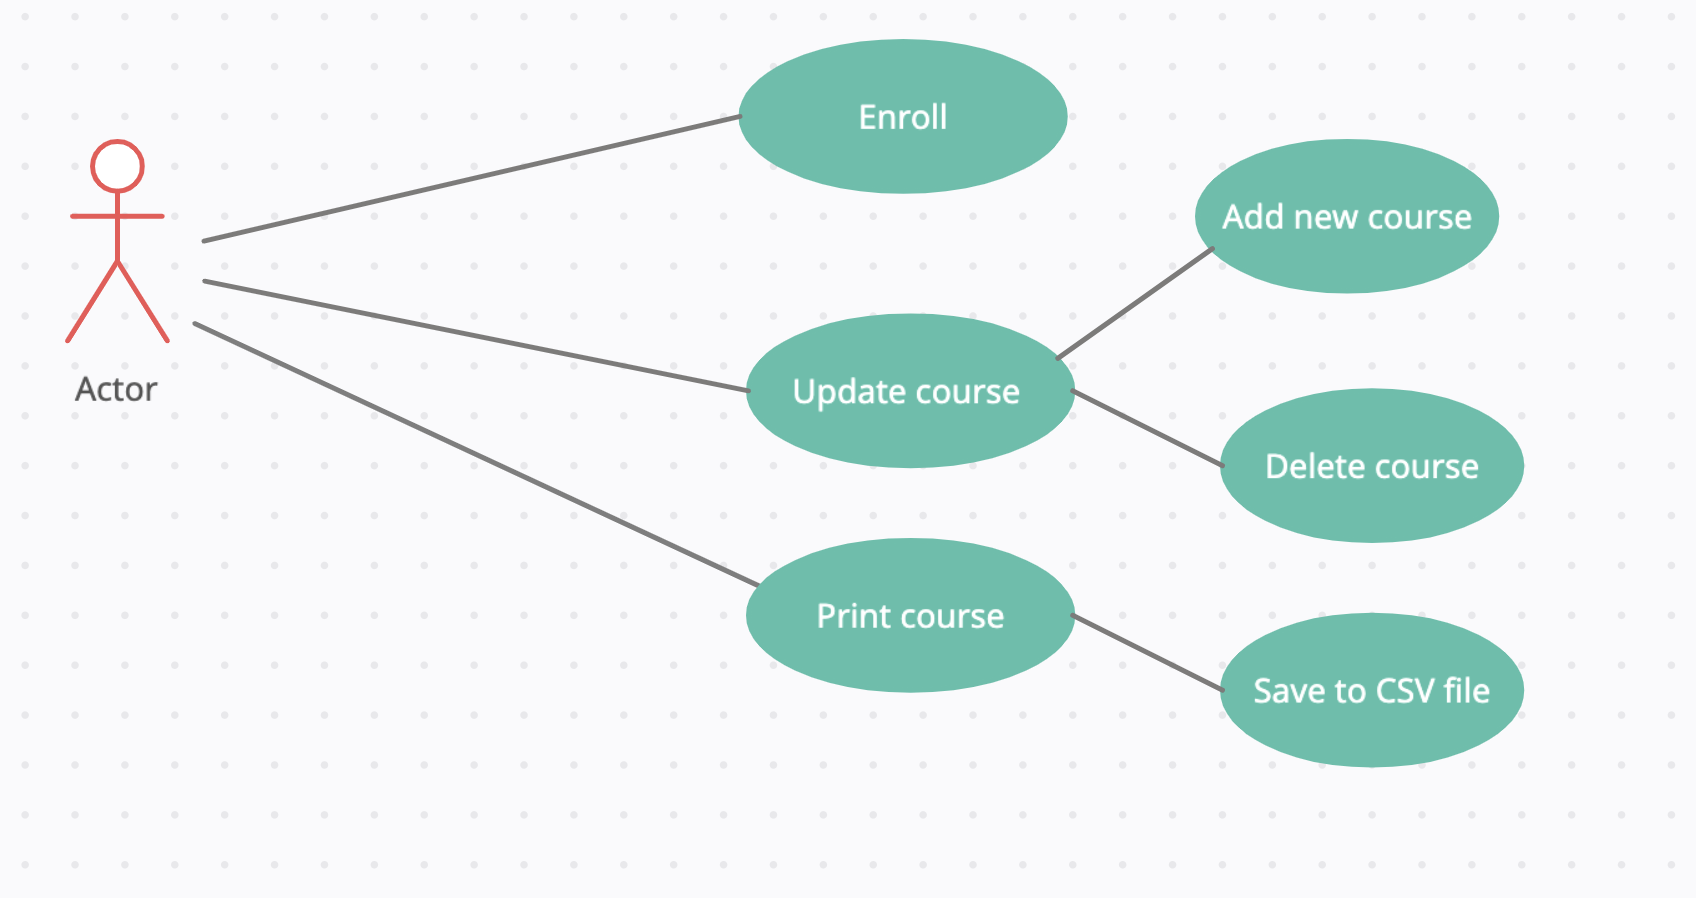 Enroll
Add new course
Actor
Update course
Delete course
Print course
Save to CSV file